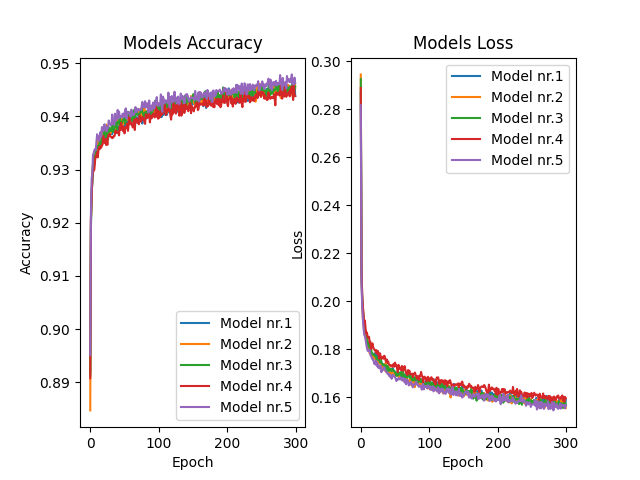 Models Accuracy
0.95
0.94
0.93
0.92
0.91
0.90
0.89
Accuracy
0
100
200
300
Epoch
Model nr.1
Model nr.2
Model nr.3
Model nr.4
Model nr.5
Models Loss
0.30
0.28
0.26
0.24
0.22
0.20
0.18
0.16
Loss
0
100
200
300
Epoch
Model nr.1
Model nr.2
Model nr.3
Model nr.4
Model nr.5